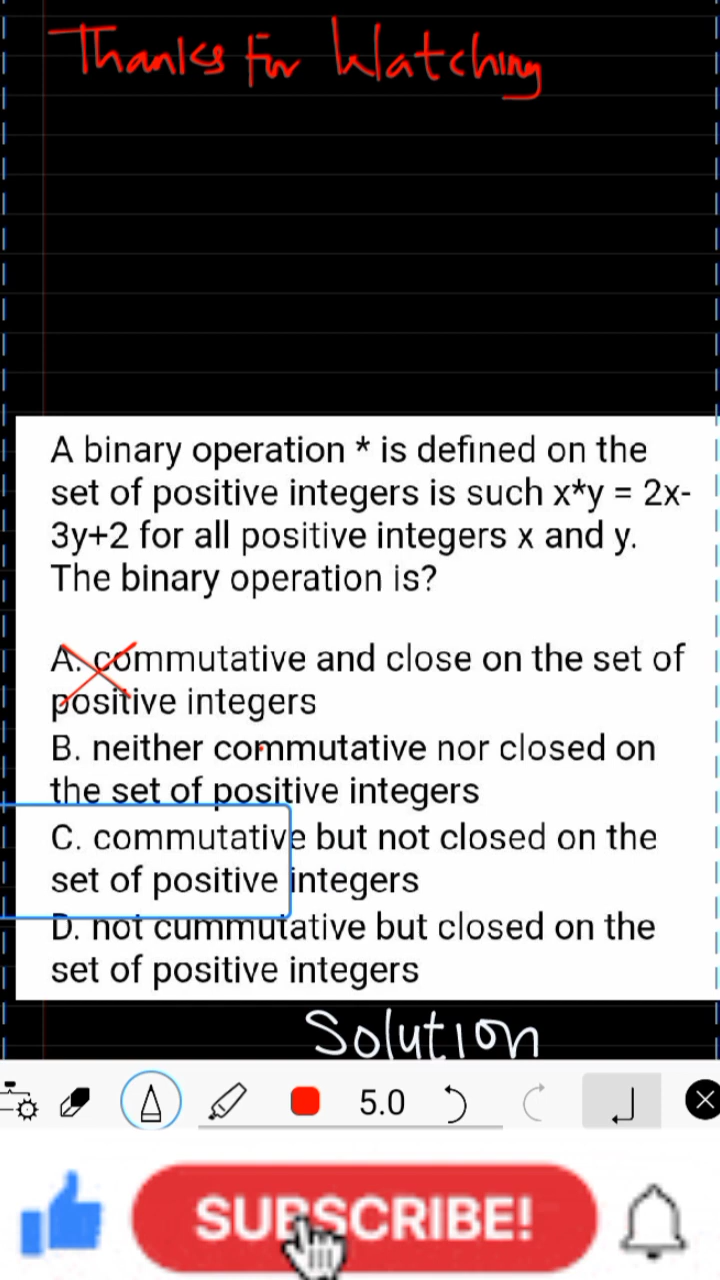 Thanks for Watching
A binary operation * is defined on the
set of positive integers is such x*y = 2x-
3y+2 for all positive integers x and y.
The binary operation is?
A. commutative and close on the set of
positive integers
B. neither commutative nor closed on
the set of positive integers
C. commutative but not closed on the
set of positive integers
D. not cummutative but closed on the
set of positive integers
Solution
5.0
SUBSCRIBE!